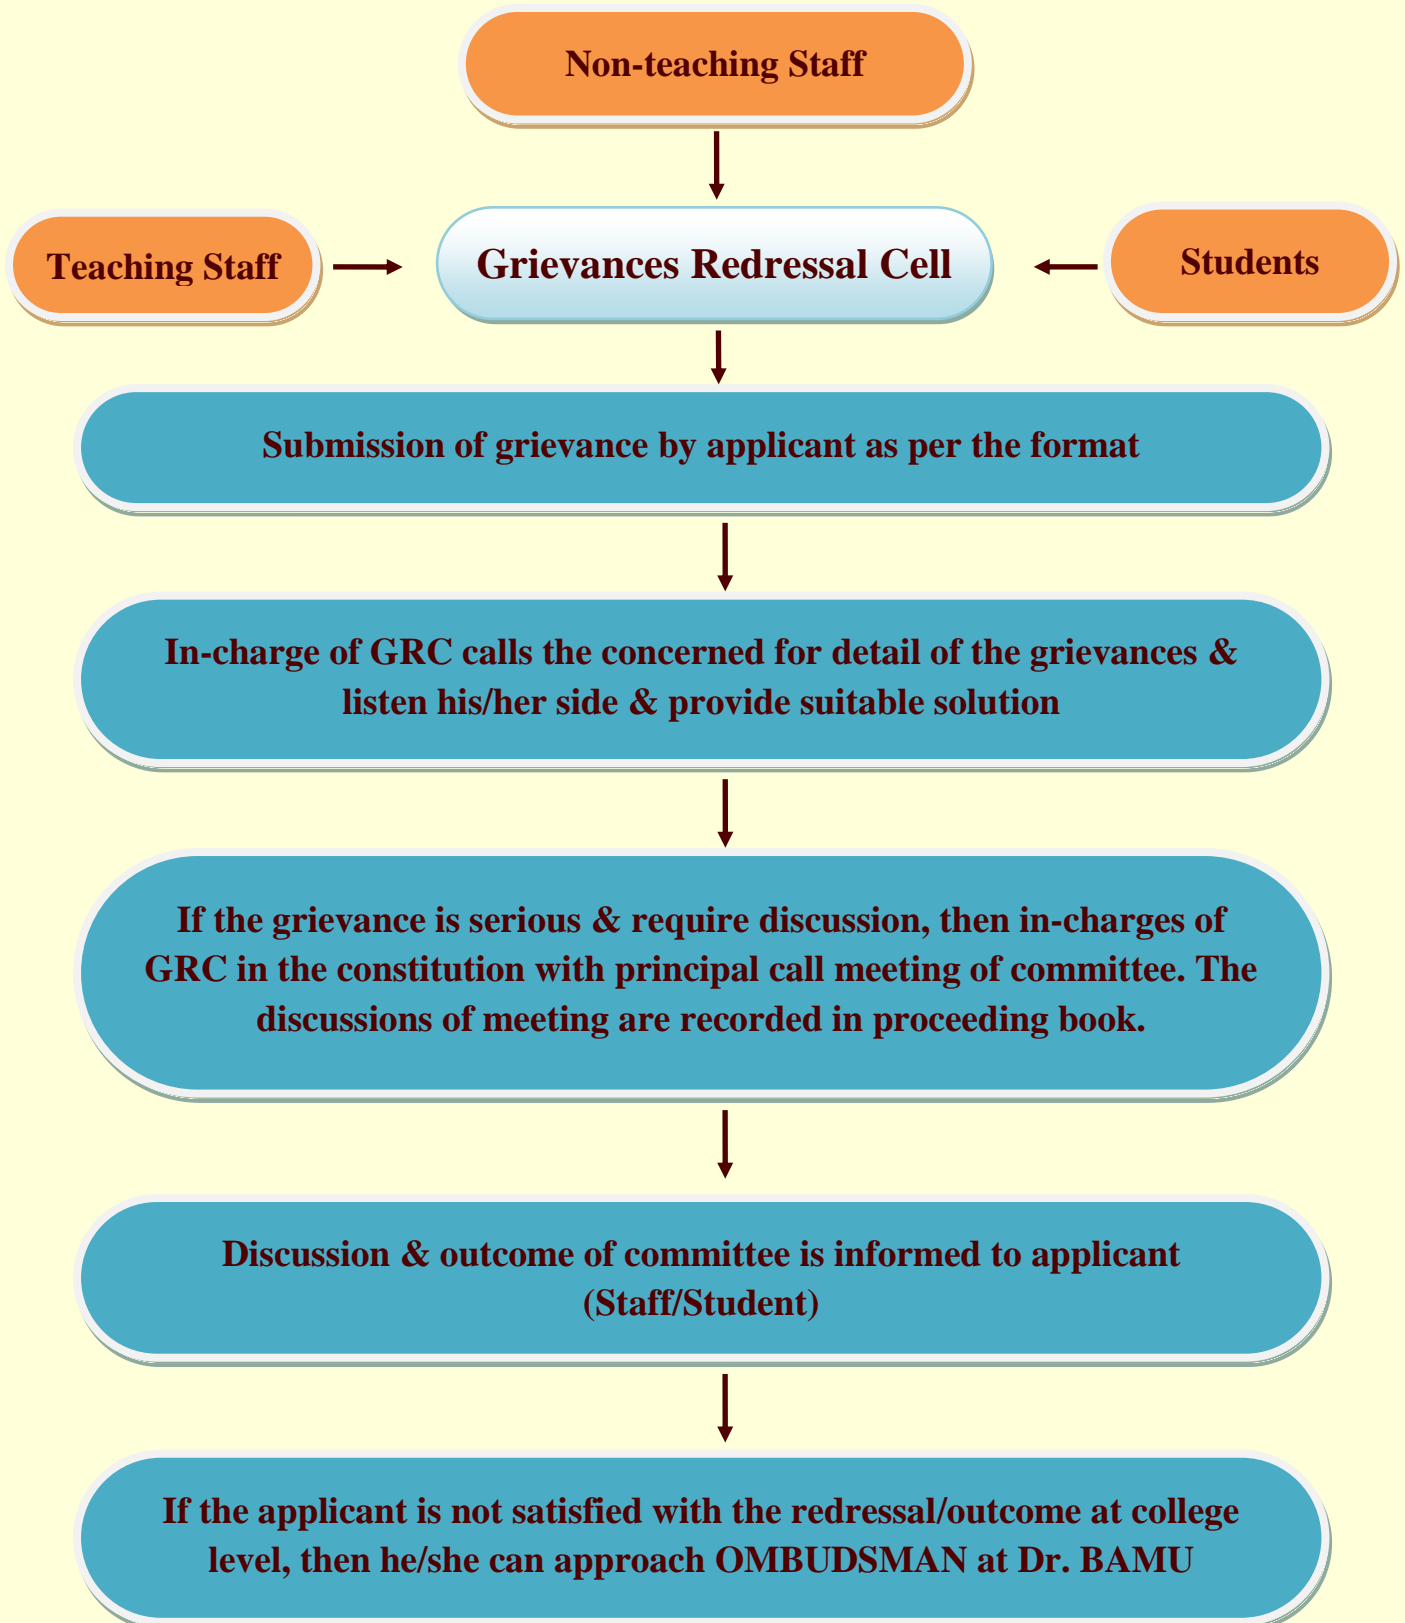 Non-teaching Staff
Teaching Staff
Grievances Redressal Cell
Students
Submission of grievance by applicant as per the format
In-charge of GRC calls the concerned for detail of the grievances &
listen his/her side & provide suitable solution
If the grievance is serious & require discussion, then in-charges of
GRC in the constitution with principal call meeting of committee. The
discussions of meeting are recorded in proceeding book.
Discussion & outcome of committee is informed to applicant
(Staff/Student)
If the applicant is not satisfied with the redressal/outcome at college
level, then he/she can approach OMBUDSMAN at Dr. BAMU